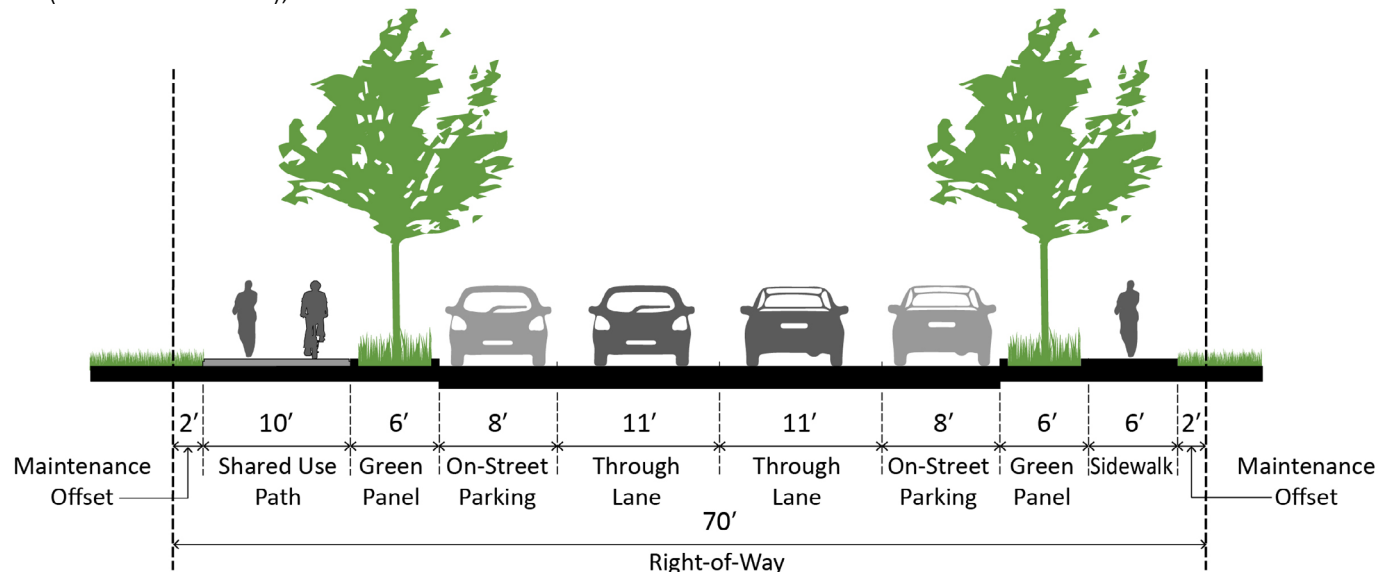 2′ 10′ 6′ 8′ 11′ 11′ 8′ 6′ 6′ 2′
Maintenance Shared Use Green On-Street Through Through On-Street Green Sidewalk Maintenance
Offset Path Panel Parking Lane Lane Parking Panel Offset
70′
Right-of-Way